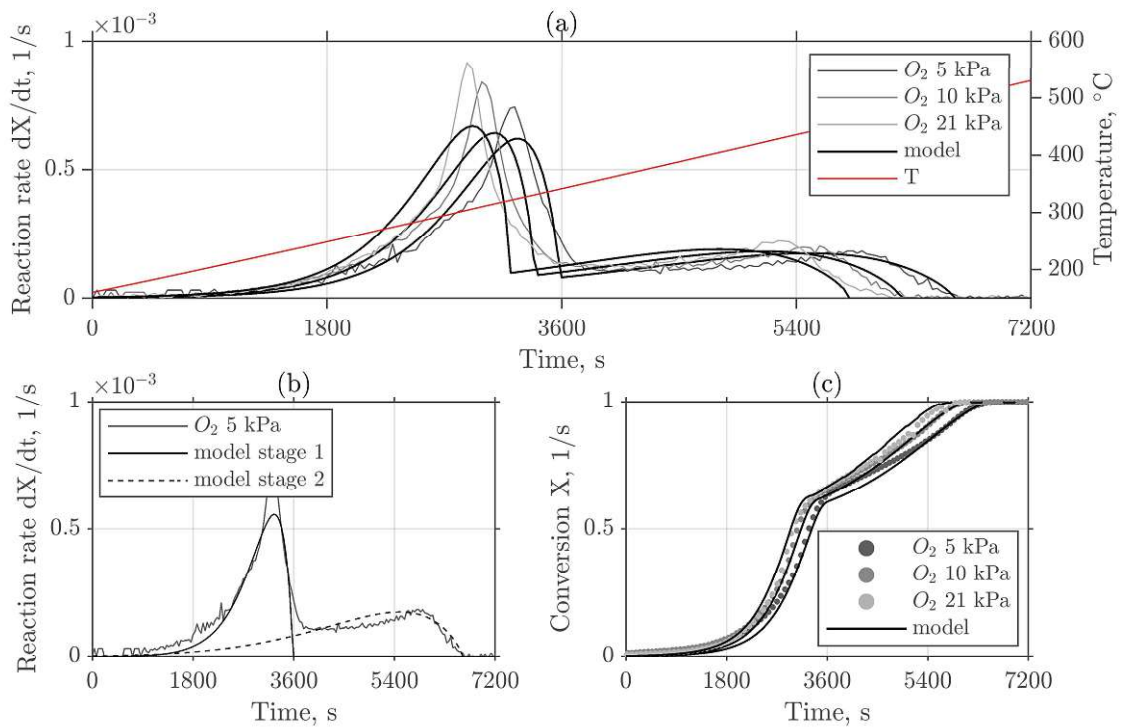 (a)
×10⁻³
Reaction rate dX/dt, 1/s
1
0.5
0
600
500
400
300
200
Temperature, °C
O₂ 5 kPa
O₂ 10 kPa
O₂ 21 kPa
model
T
0 1800 3600 5400 7200
Time, s
(b)
×10⁻³
Reaction rate dX/dt, 1/s
1
0.5
0
O₂ 5 kPa
model stage 1
model stage 2
0 1800 3600 5400 7200
Time, s
(c)
Conversion X, 1/s
1
0.5
0
O₂ 5 kPa
O₂ 10 kPa
O₂ 21 kPa
model
0 1800 3600 5400 7200
Time, s